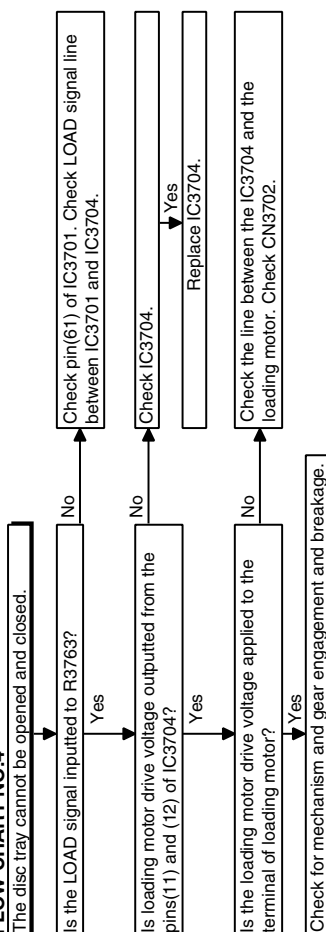 FLOW CHART NO.4
The disc tray cannot be opened and closed.
Is the LOAD signal inputted to R3763?
No
Check pin(61) of IC3701. Check LOAD signal line
between IC3701 and IC3704.
Yes
Is loading motor drive voltage outputted from the
pins(11) and (12) of IC3704?
No
Check IC3704.
Yes
Replace IC3704.
Yes
Is the loading motor drive voltage applied to the
terminal of loading motor?
No
Check the line between the IC3704 and the
loading motor. Check CN3702.
Yes
Check for mechanism and gear engagement and breakage.